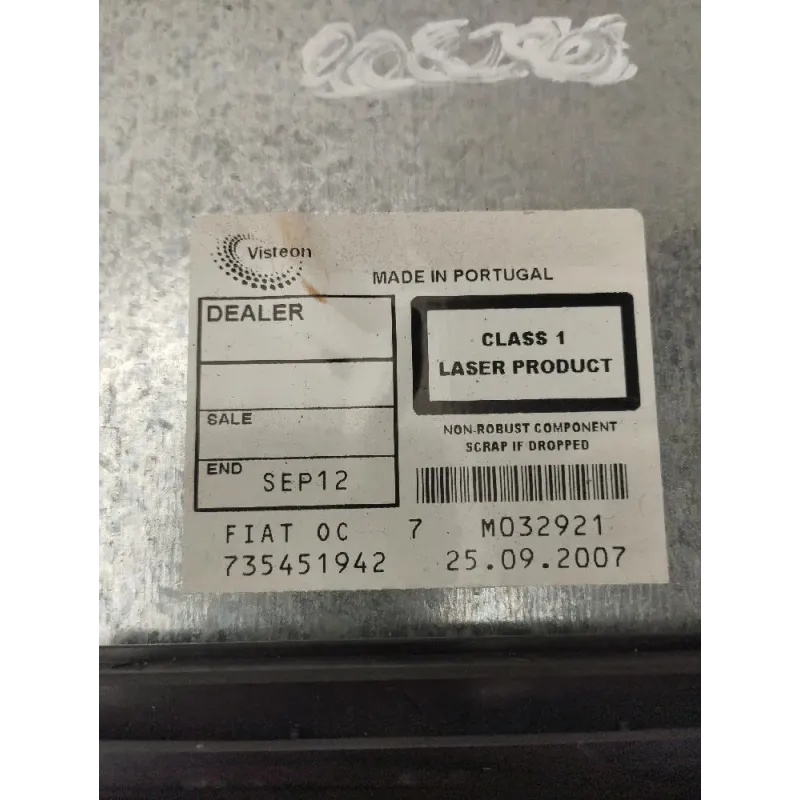 Visteon
MADE IN PORTUGAL
DEALER
CLASS 1
LASER PRODUCT
SALE
NON-ROBUST COMPONENT
SCRAP IF DROPPED
END SEP12
FIAT OC 7 M032921
735451942 25.09.2007